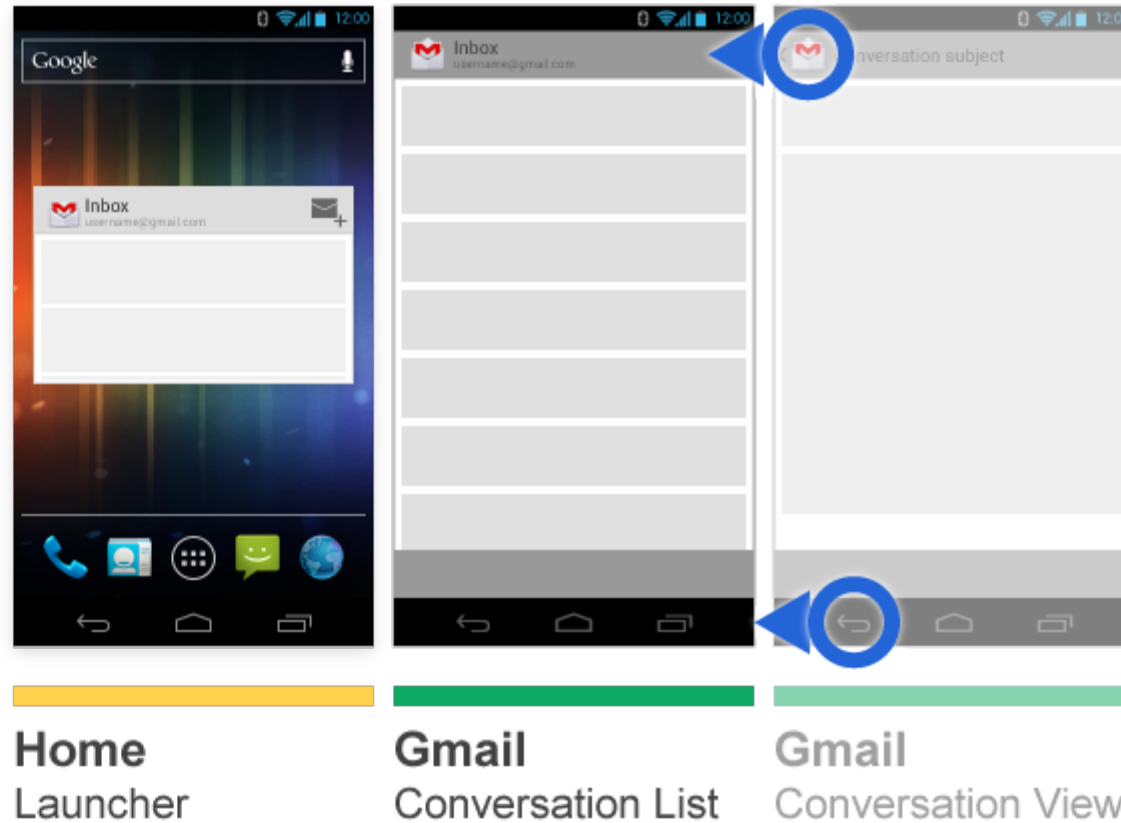 12:00
Google
Inbox
username@gmail.com
Home
Launcher
12:00
Inbox
username@gmail.com
Gmail
Conversation List
12:0
nversation subject
Gmail
Conversation View